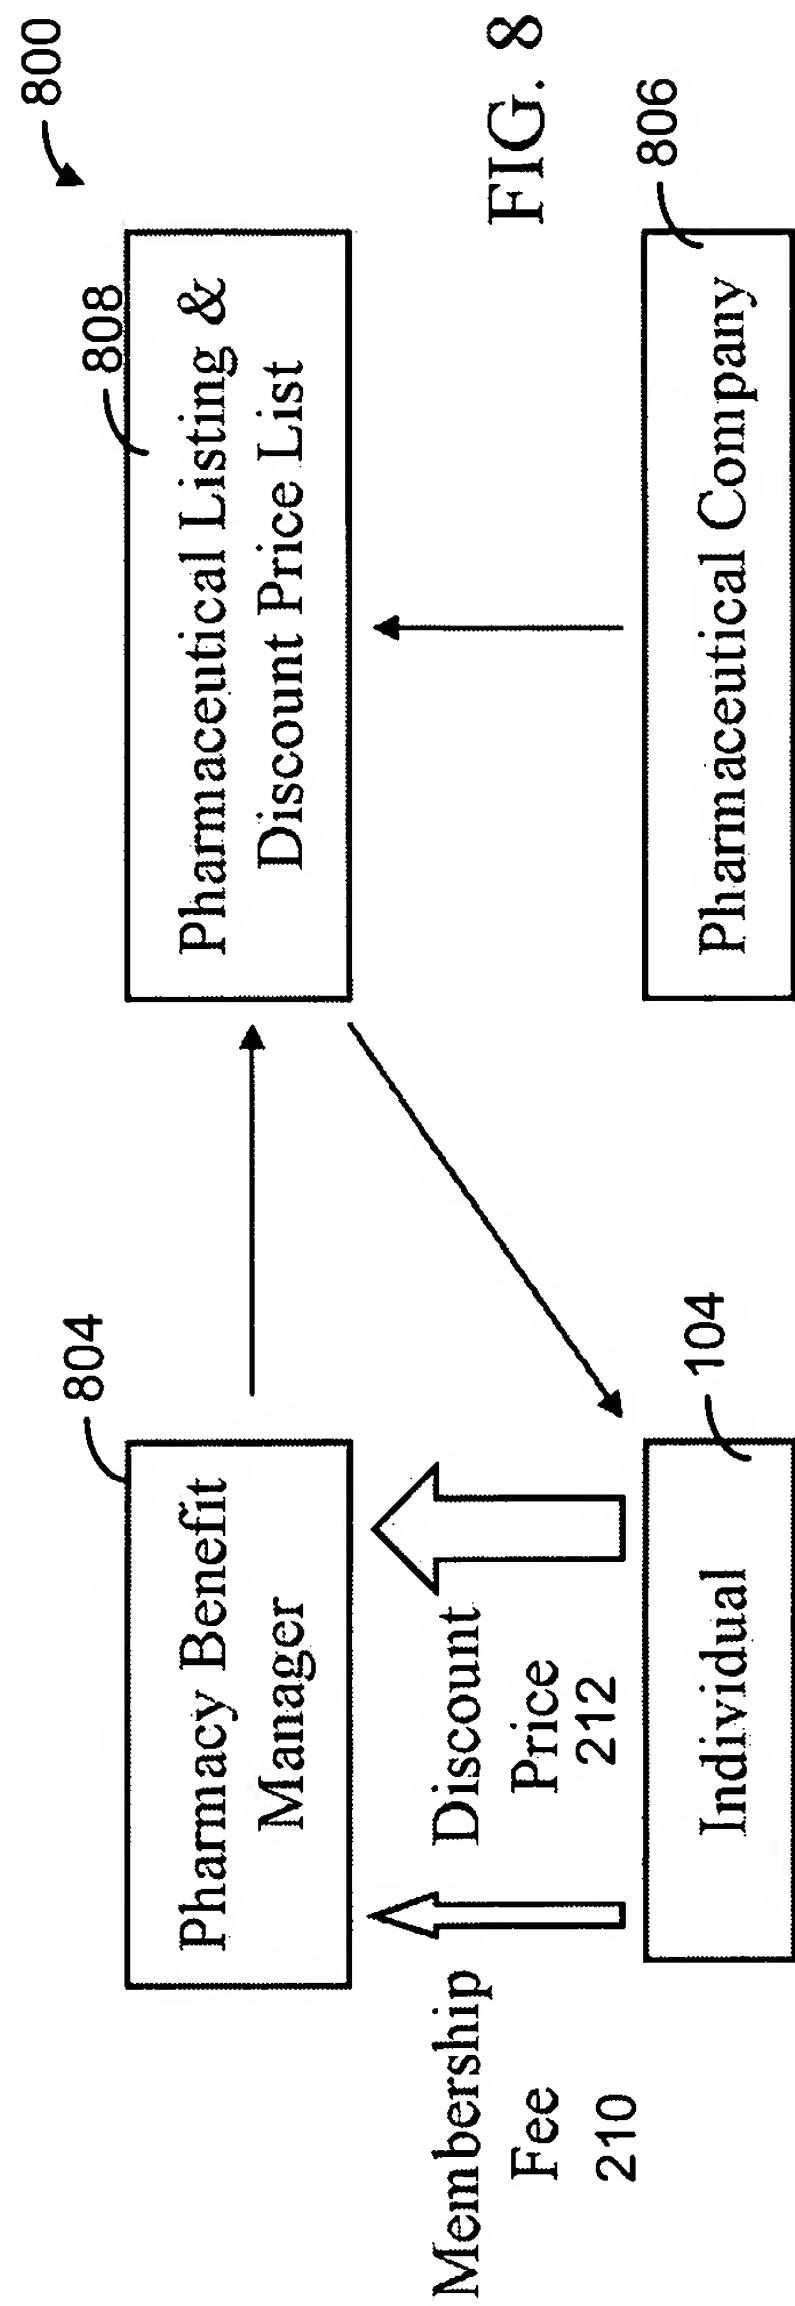 800
804
808
Pharmacy Benefit
Manager
Pharmaceutical Listing &
Discount Price List
Membership
Fee
210
Discount
Price
212
FIG. 8
104
806
Individual
Pharmaceutical Company